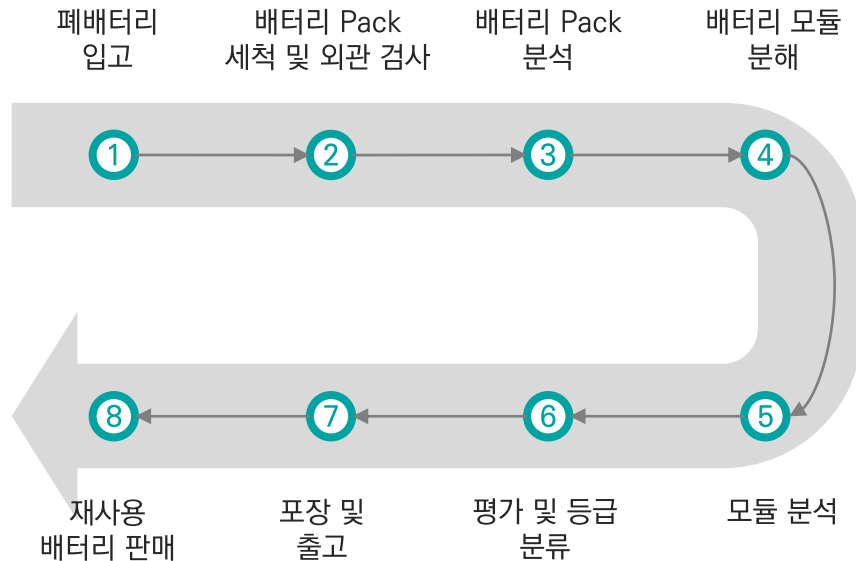 폐배터리
입고
배터리 Pack
세척 및 외관 검사
배터리 Pack
분석
배터리 모듈
분해
1
2
3
4
5
6
7
8
모듈 분석
평가 및 등급
분류
포장 및
출고
재사용
배터리 판매